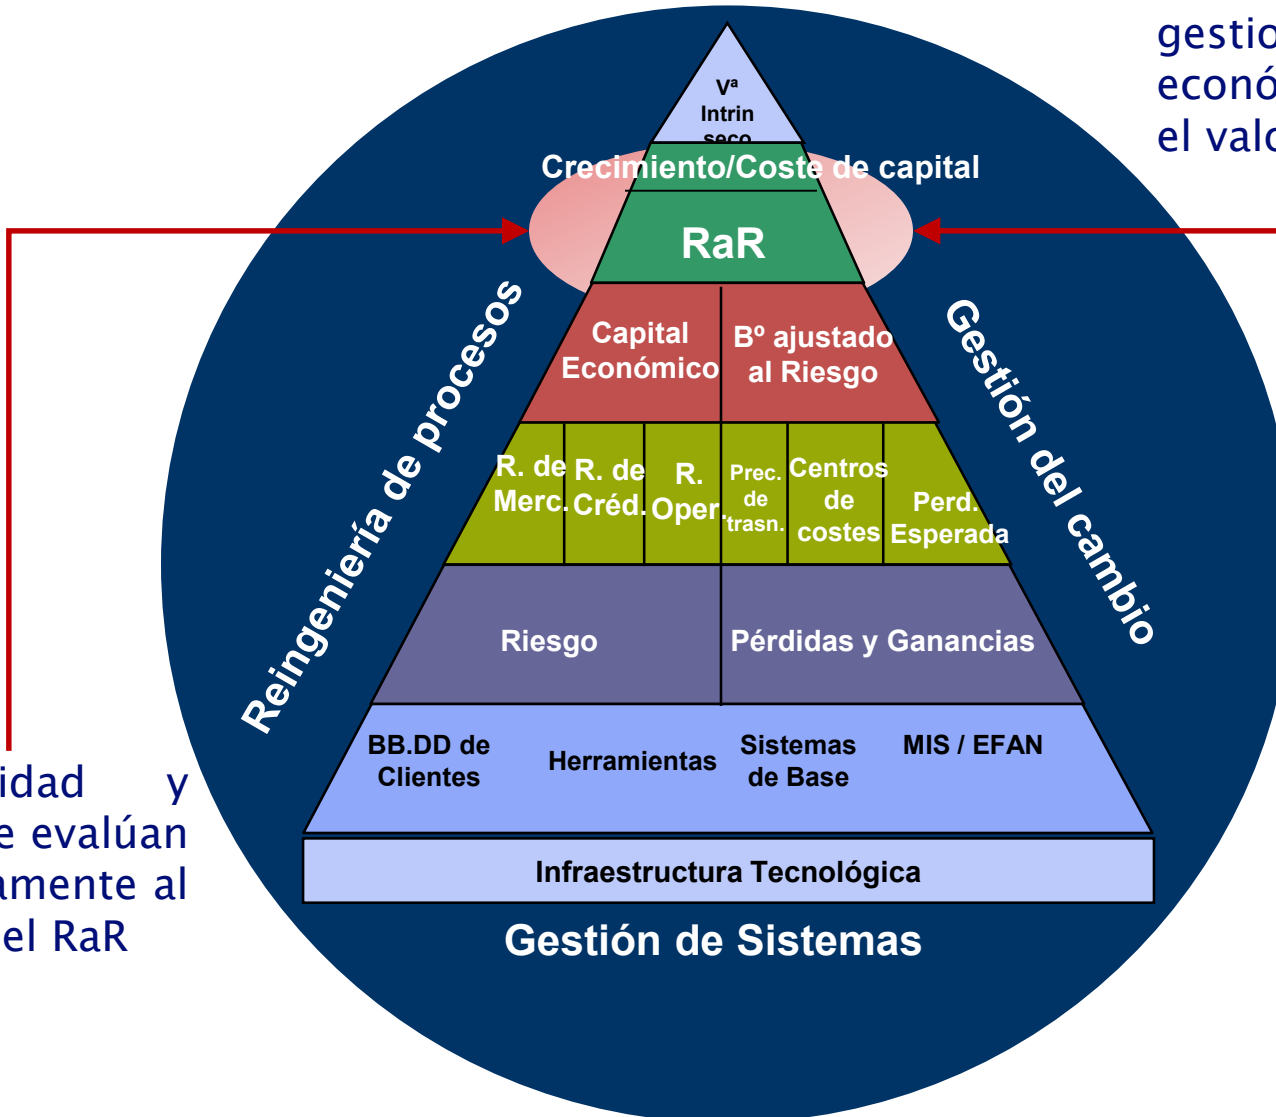 gestio
econó
el valo
Vª
Intrin
seco
Crecimiento/Coste de capital
RaR
Capital
Económico
Bº ajustado
al Riesgo
R. de
Merc.
R. de
Créd.
R.
Oper.
Prec.
de
trasn.
Centros
de
costes
Perd.
Esperada
Riesgo
Pérdidas y Ganancias
BB.DD de
Clientes
Herramientas
Sistemas
de Base
MIS / EFAN
Infraestructura Tecnológica
Gestión de Sistemas
Reingeniería de procesos
Gestión del cambio
idad y
e evalúan
amente al
el RaR